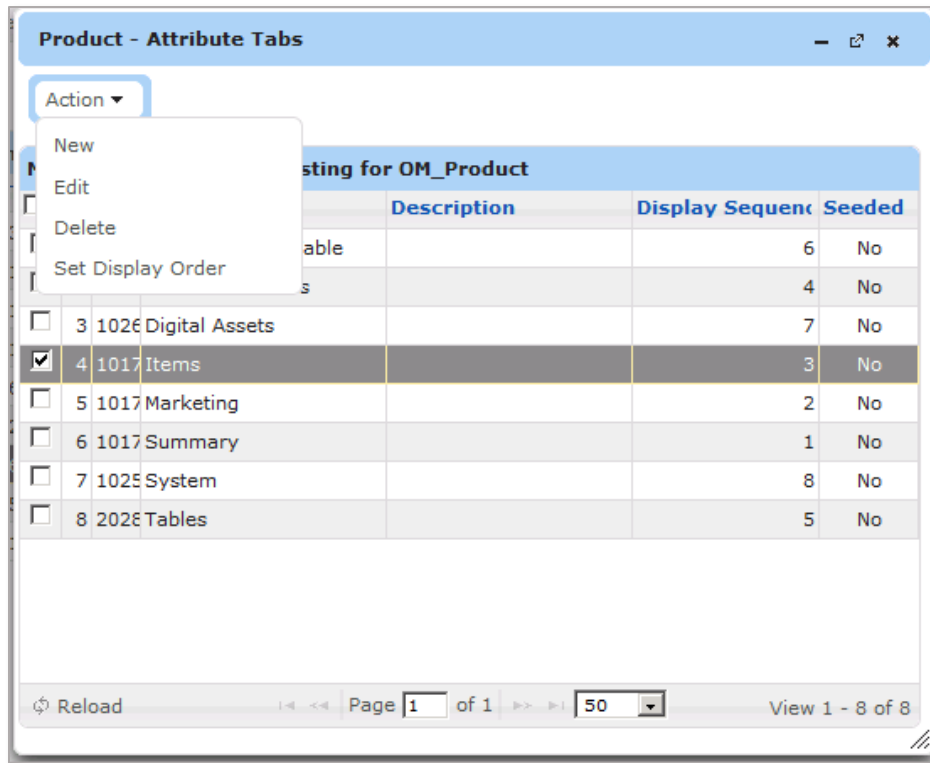 Product - Attribute Tabs
Action
New
Edit
Delete
Set Display Order
sting for OM_Product
Description Display Sequenc Seeded
able 6 No
s 4 No
3 1026 Digital Assets 7 No
4 1017 Items 3 No
5 1017 Marketing 2 No
6 1017 Summary 1 No
7 1025 System 8 No
8 2028 Tables 5 No
Reload Page 1 of 1 50 View 1 - 8 of 8